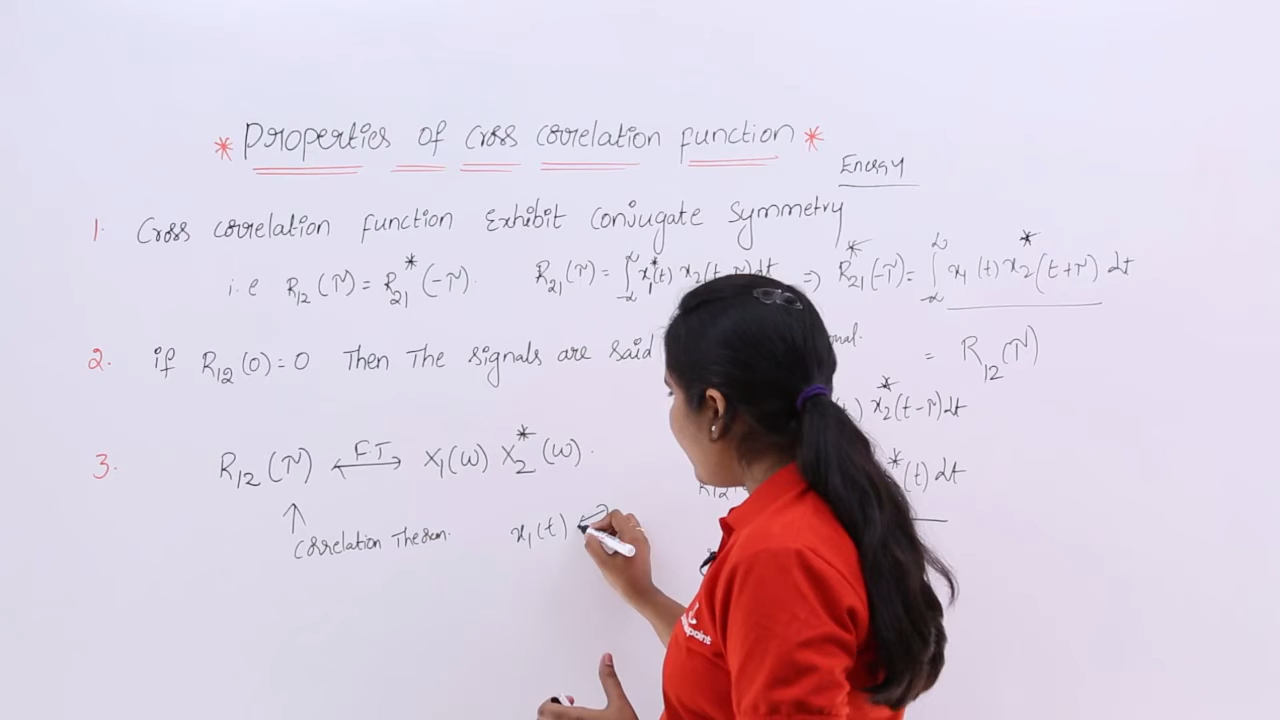 * Properties of cross correlation function *
Energy
1. Cross correlation function Exhibit conjugate symmetry
i.e R₁₂(τ) = R₂₁*(-τ). R₂₁(τ) = ∫ x₁*(t) x₂(t-τ)dt ⇒ R₂₁*(-τ) = ∫_{-∞}^{∞} x₁(t) x₂*(t+τ) dt
2. if R₁₂(0)=0 Then The signals are said
= R₁₂(τ)
x₂*(t-τ)dt
3. R₁₂(τ) ⟷ F.T X₁(ω) X₂*(ω).
*(t) dt
↑ correlation Theorem. x₁(t)
point